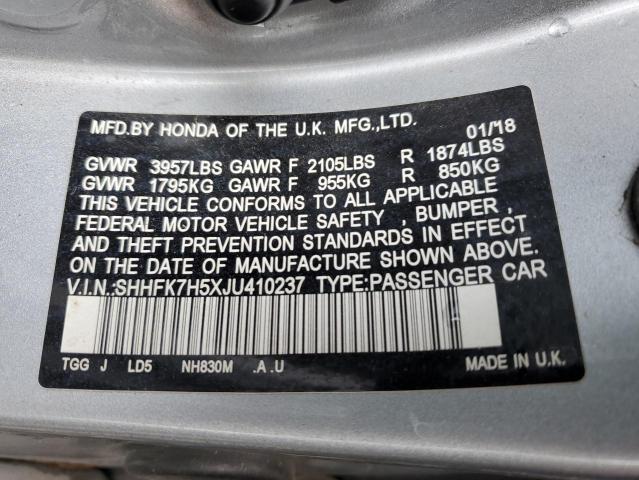 MFD.BY HONDA OF THE U.K. MFG.,LTD. 01/'18
GVWR 3957LBS GAWR F 2105LBS R 1874LBS
GVWR 1795KG GAWR F 955KG R 850KG
THIS VEHICLE CONFORMS TO ALL APPLICABLE
FEDERAL MOTOR VEHICLE SAFETY , BUMPER ,
AND THEFT PREVENTION STANDARDS IN EFFECT
ON THE DATE OF MANUFACTURE SHOWN ABOVE.
V.I.N.:SHHFK7H5XJU410237 TYPE:PASSENGER CAR
TGG J LD5 NH830M .A .U MADE IN U.K.